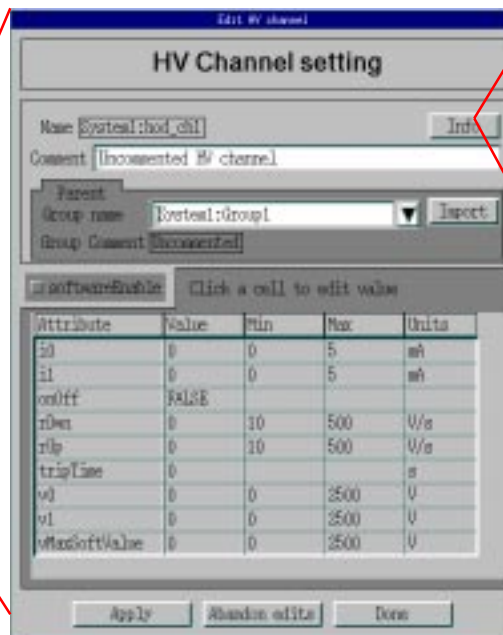 Edit HV channel
HV Channel setting
Name System1:hod_ch1 Info
Comment Uncommented HV channel
Parent
Group name System1:Group1 Import
Group Comment Uncommented
softwareEnable Click a cell to edit value
Attribute Value Min Max Units
i0 0 0 5 mA
i1 0 0 5 mA
onOff FALSE
rDwn 0 10 500 V/s
rUp 0 10 500 V/s
tripTime 0 s
v0 0 0 2500 V
v1 0 0 2500 V
vMaxSoftValue 0 0 2500 V
Apply Abandon edits Done